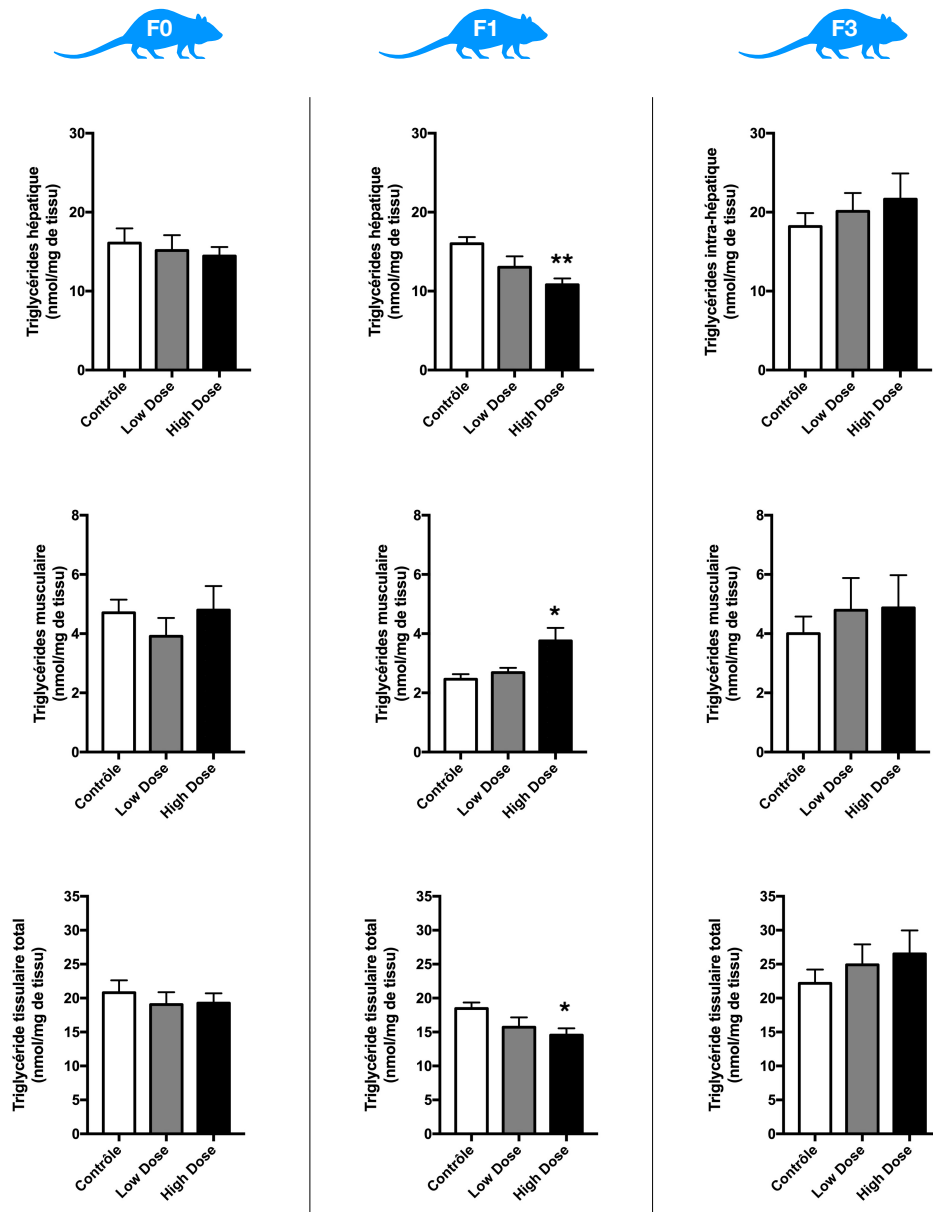 F0
F1
F3
Triglycérides hépatique
(nmol/mg de tissu)
30
20
10
0
Contrôle
Low Dose
High Dose
Triglycérides hépatique
(nmol/mg de tissu)
30
20
10
0
**
Contrôle
Low Dose
High Dose
Triglycérides intra-hépatique
(nmol/mg de tissu)
30
20
10
0
Contrôle
Low Dose
High Dose
Triglycérides musculaire
(nmol/mg de tissu)
8
6
4
2
0
Contrôle
Low Dose
High Dose
Triglycérides musculaire
(nmol/mg de tissu)
8
6
4
2
0
*
Contrôle
Low Dose
High Dose
Triglycérides musculaire
(nmol/mg de tissu)
8
6
4
2
0
Contrôle
Low Dose
High Dose
Triglycéride tissulaire total
(nmol/mg de tissu)
35
30
25
20
15
10
5
0
Contrôle
Low Dose
High Dose
Triglycéride tissulaire total
(nmol/mg de tissu)
35
30
25
20
15
10
5
0
*
Contrôle
Low Dose
High Dose
Triglycéride tissulaire total
(nmol/mg de tissu)
35
30
25
20
15
10
5
0
Contrôle
Low Dose
High Dose